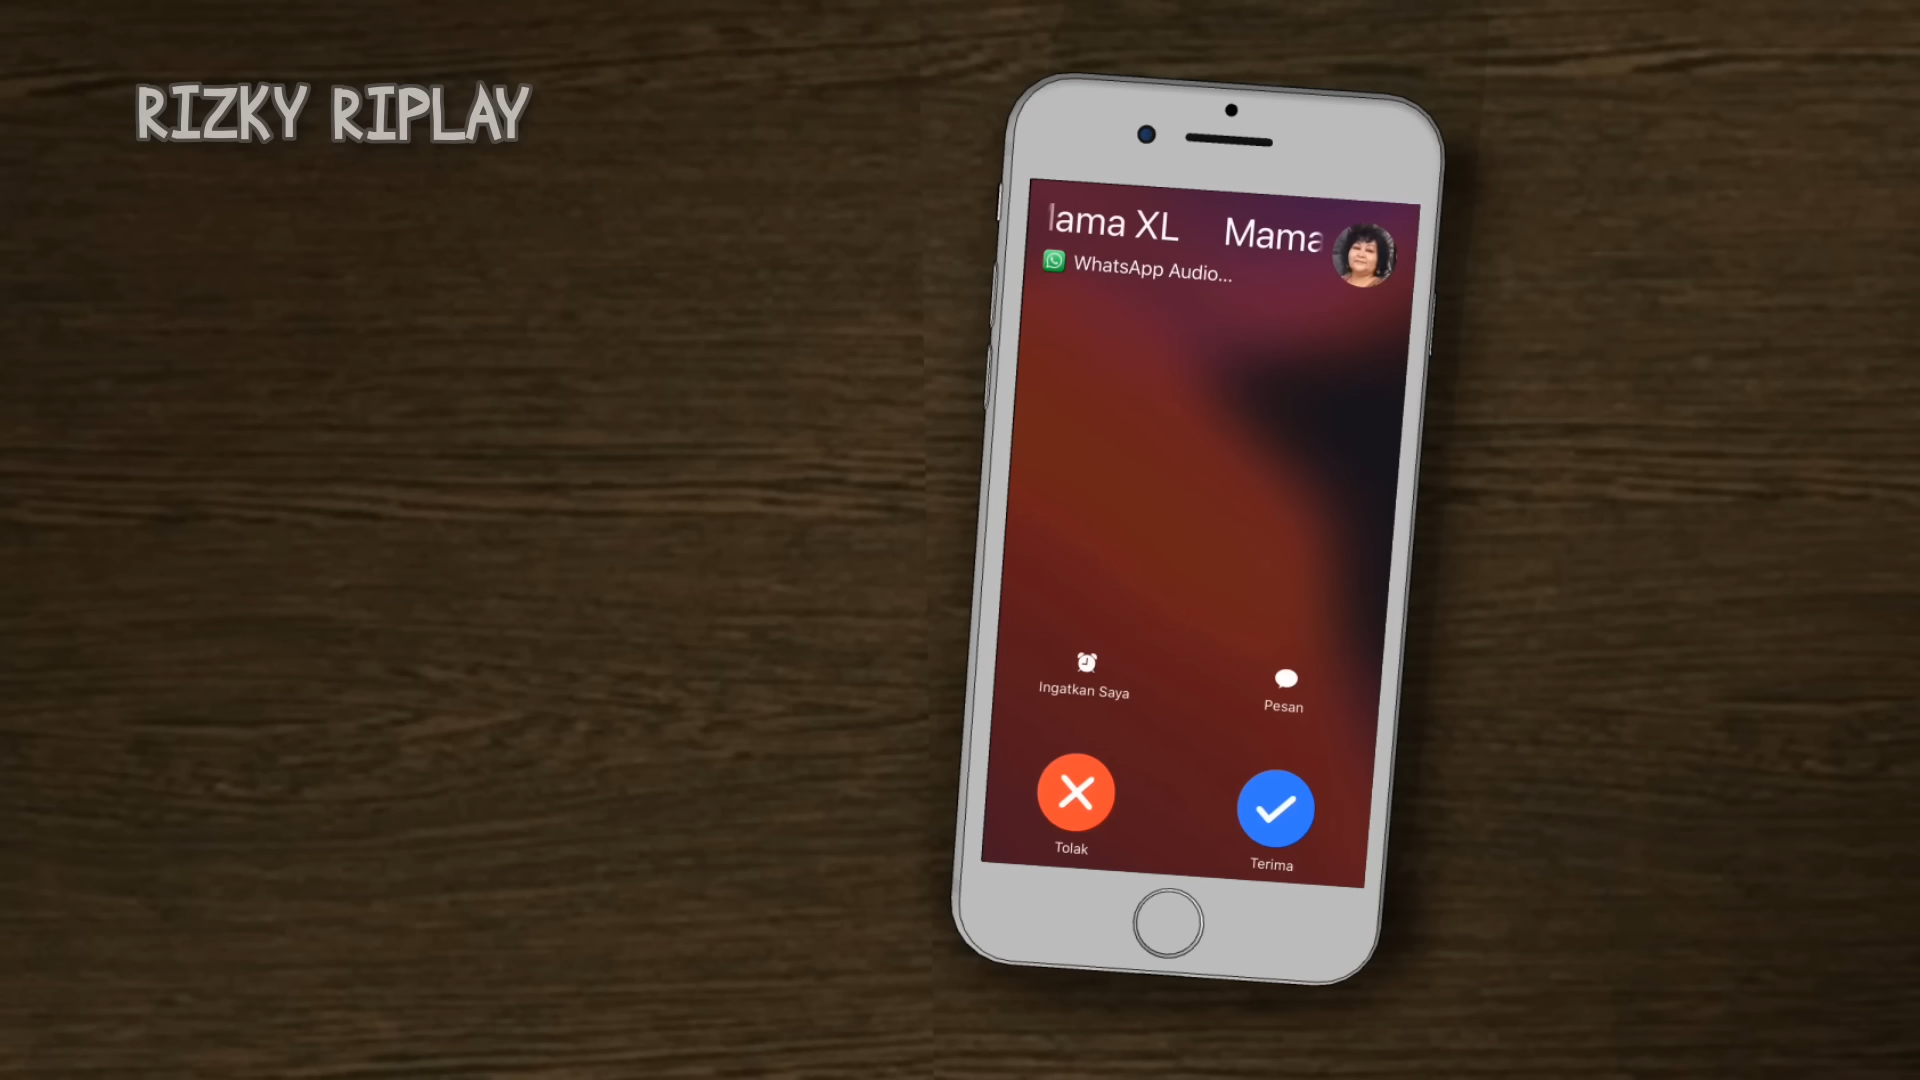 RIZKY RIPLAY
lama XL Mama
WhatsApp Audio...
Ingatkan Saya
Pesan
Tolak
Terima